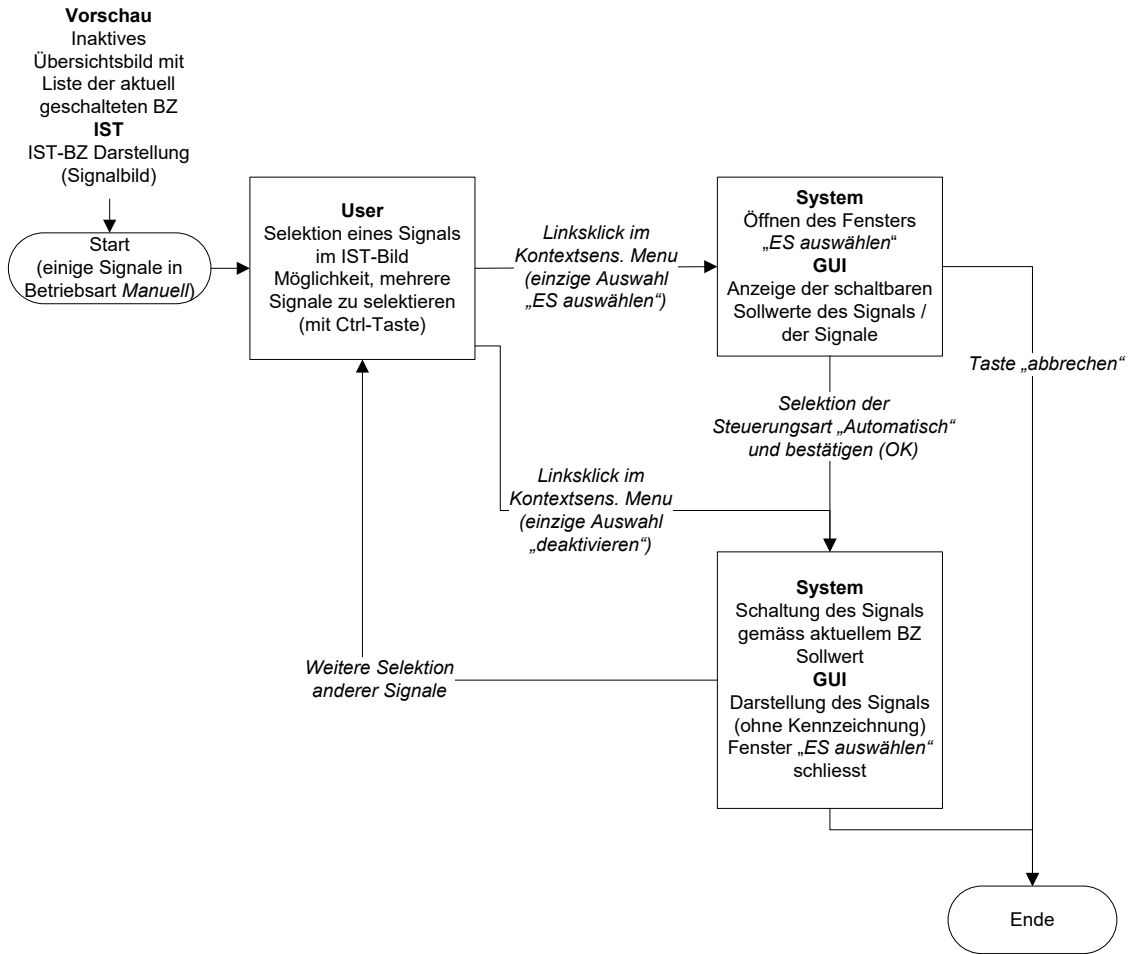 Vorschau
Inaktives
Übersichtsbild mit
Liste der aktuell
geschalteten BZ
IST
IST-BZ Darstellung
(Signalbild)
Start
(einige Signale in
Betriebsart Manuell)
User
Selektion eines Signals
im IST-Bild
Möglichkeit, mehrere
Signale zu selektieren
(mit Ctrl-Taste)
Linksklick im
Kontextsens. Menu
(einzige Auswahl
„ES auswählen“)
System
Öffnen des Fensters
„ES auswählen“
GUI
Anzeige der schaltbaren
Sollwerte des Signals /
der Signale
Taste „abbrechen“
Selektion der
Steuerungsart „Automatisch“
und bestätigen (OK)
Linksklick im
Kontextsens. Menu
(einzige Auswahl
„deaktivieren“)
System
Schaltung des Signals
gemäss aktuellem BZ
Sollwert
GUI
Darstellung des Signals
(ohne Kennzeichnung)
Fenster „ES auswählen“
schliesst
Weitere Selektion
anderer Signale
Ende